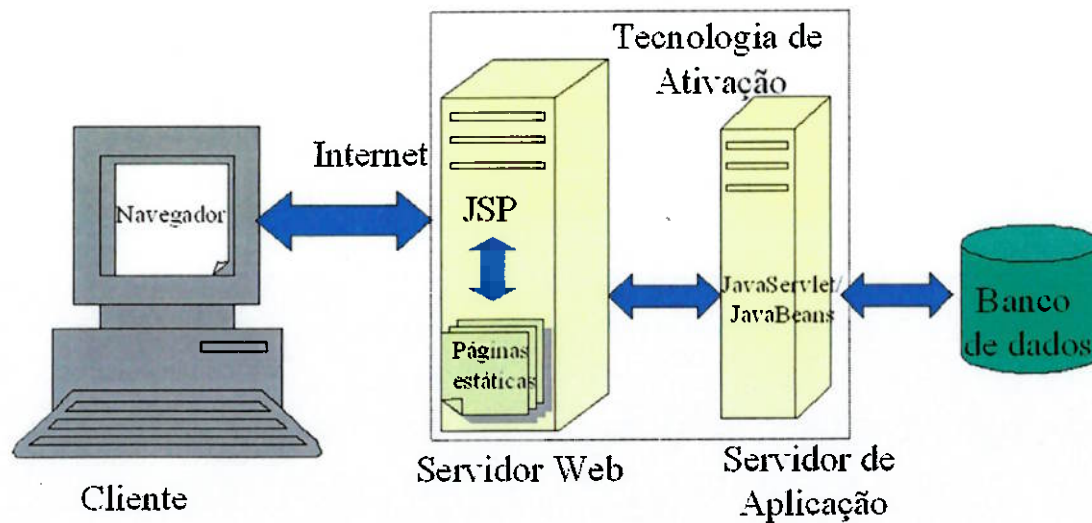 Tecnologia de
Ativação
Internet
Navegador
JSP
JavaServlet/
JavaBeans
Banco
de dados
Páginas
estáticas
Servidor Web
Servidor de
Aplicação
Cliente